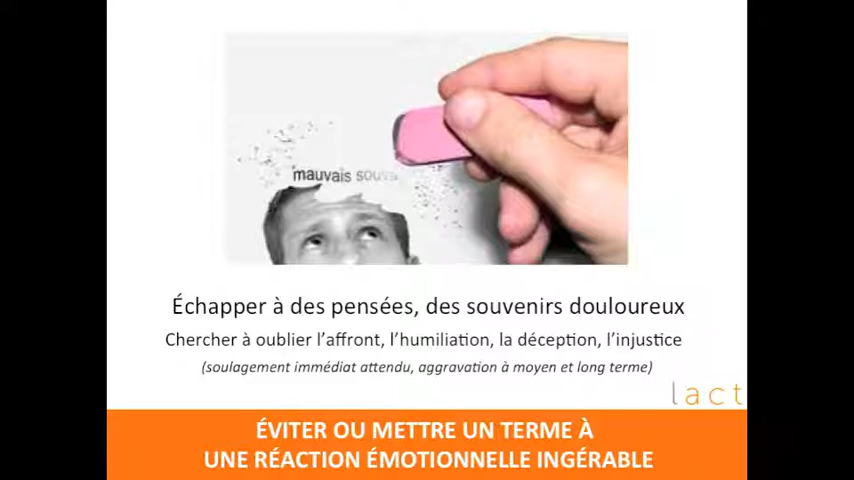 mauvais souve
Échapper à des pensées, des souvenirs douloureux
Chercher à oublier l’affront, l’humiliation, la déception, l’injustice
(soulagement immédiat attendu, aggravation à moyen et long terme)
lact
ÉVITER OU METTRE UN TERME À
UNE RÉACTION ÉMOTIONNELLE INGÉRABLE